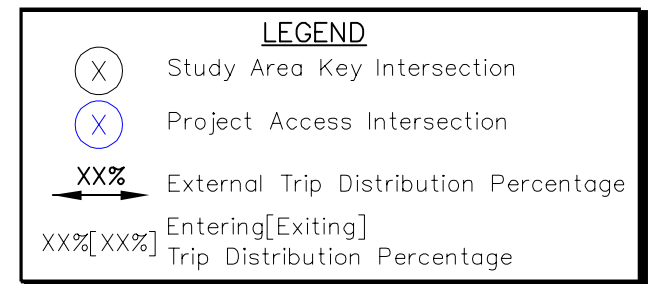 LEGEND
X Study Area Key Intersection
X Project Access Intersection
XX% External Trip Distribution Percentage
XX%[XX%] Entering[Exiting]
Trip Distribution Percentage